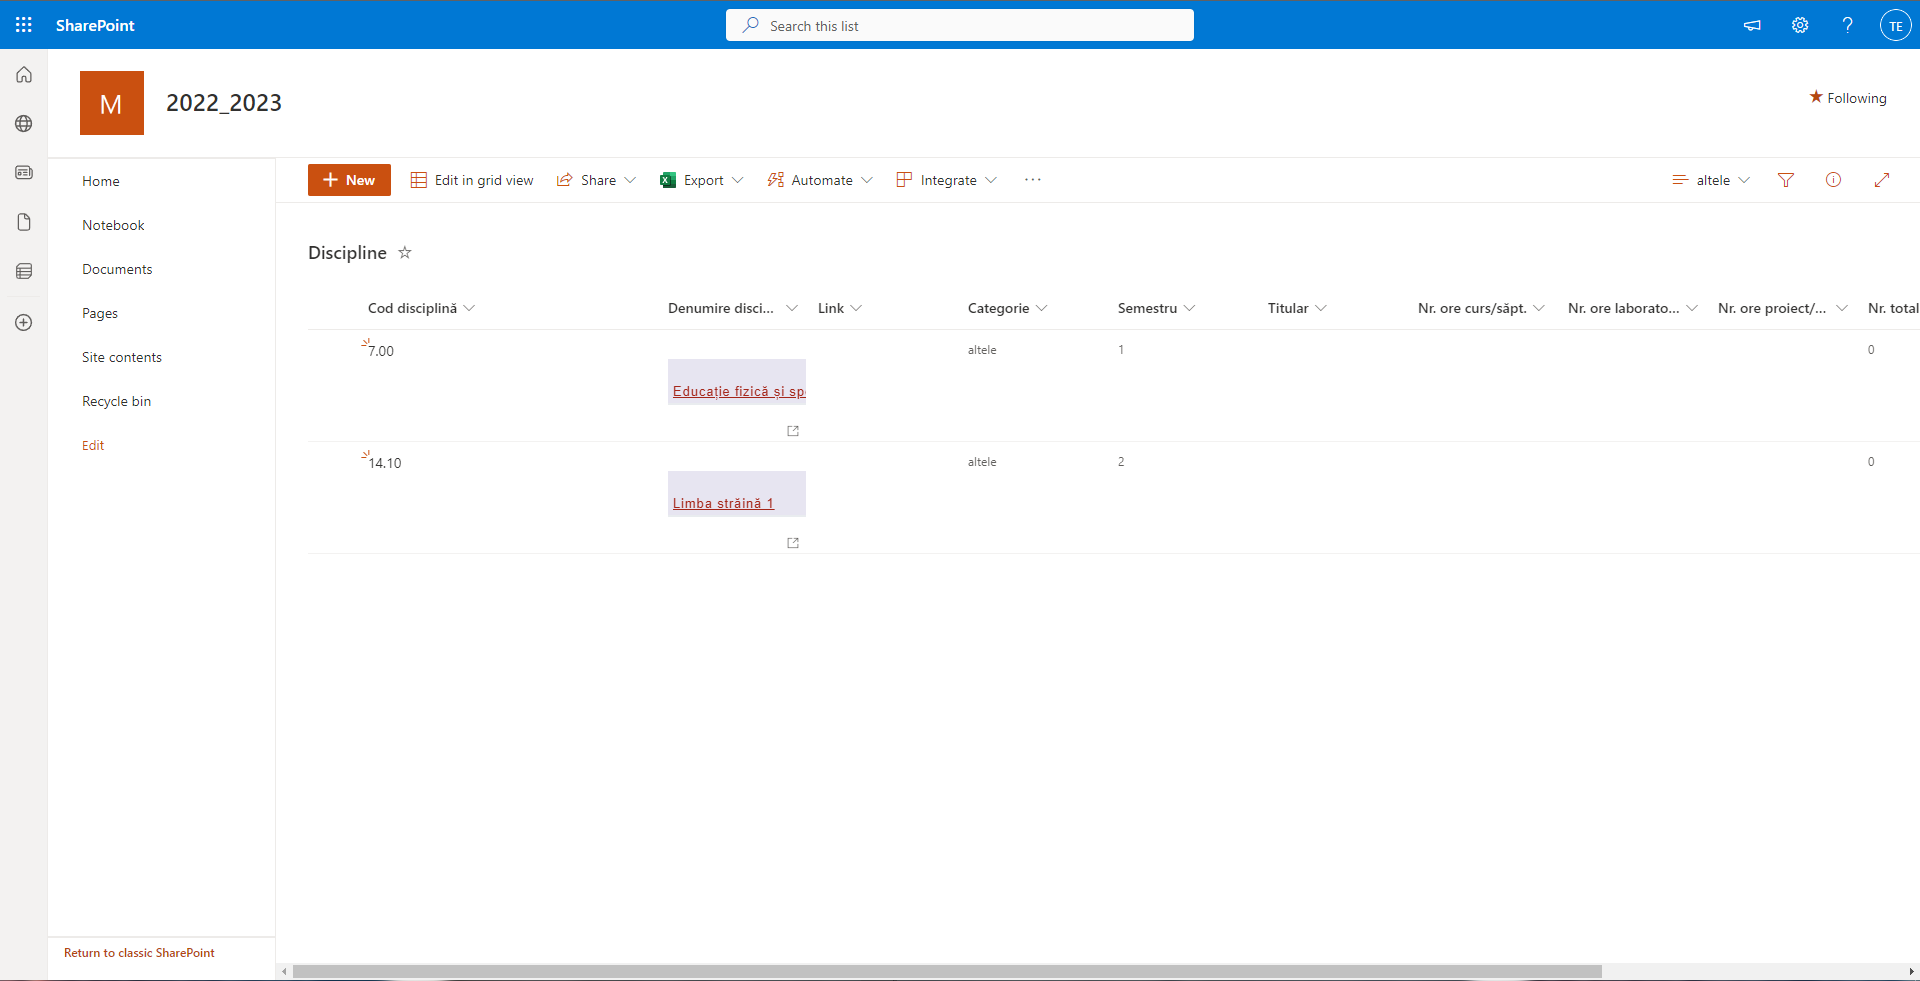 SharePoint
Search this list
TE
M
2022_2023
Following
Home
Notebook
Documents
Pages
Site contents
Recycle bin
Edit
Return to classic SharePoint
New
Edit in grid view
Share
Export
Automate
Integrate
altele
Discipline
Cod disciplină
Denumire disci...
Link
Categorie
Semestru
Titular
Nr. ore curs/săpt.
Nr. ore laborato...
Nr. ore proiect/...
Nr. total
7.00
Educație fizică și sp
altele
1
0
14.10
Limba străină 1
altele
2
0